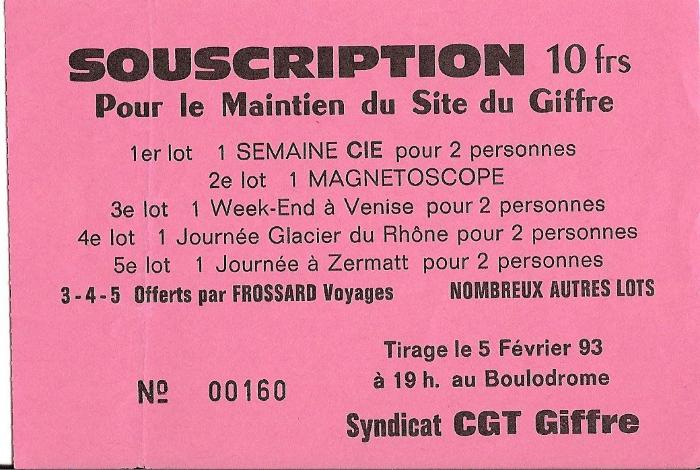 SOUSCRIPTION 10 frs
Pour le Maintien du Site du Giffre
1er lot 1 SEMAINE CIE pour 2 personnes
2e lot 1 MAGNETOSCOPE
3e lot 1 Week-End à Venise pour 2 personnes
4e lot 1 Journée Glacier du Rhône pour 2 personnes
5e lot 1 Journée à Zermatt pour 2 personnes
3-4-5 Offerts par FROSSARD Voyages NOMBREUX AUTRES LOTS
Tirage le 5 Février 93
Nº 00160 à 19 h. au Boulodrome
Syndicat CGT Giffre